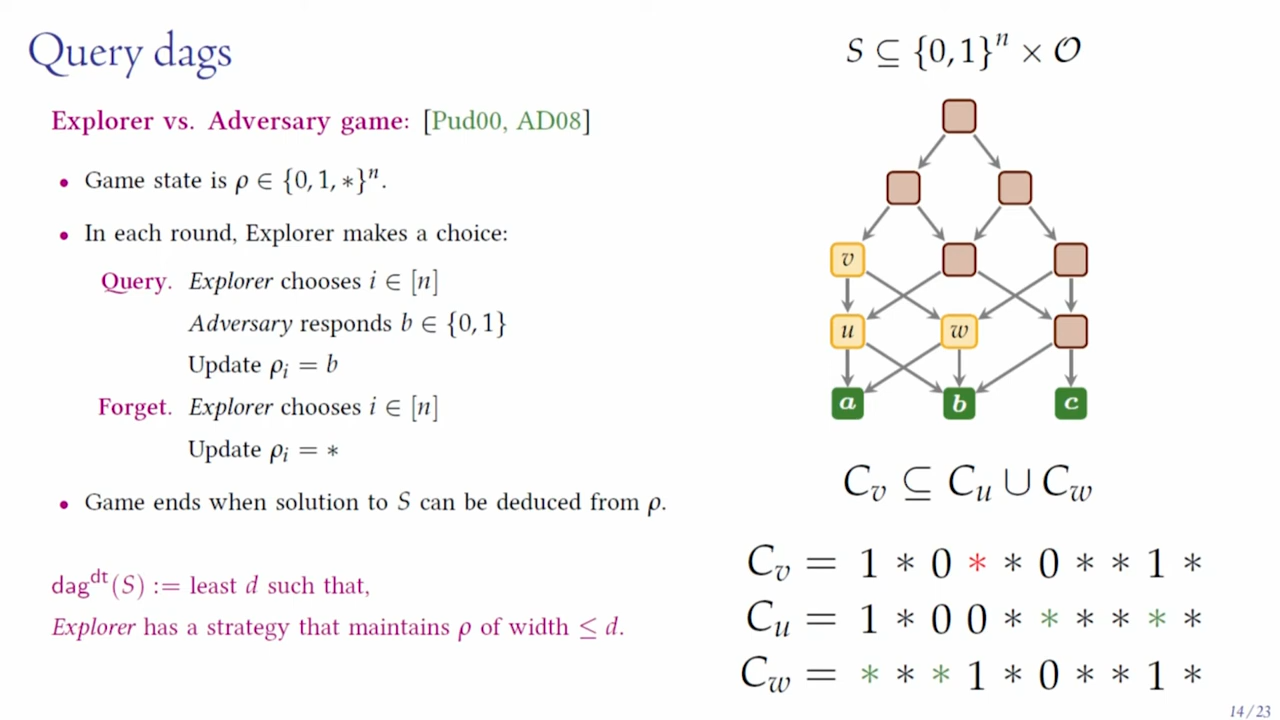 Query dags
Explorer vs. Adversary game: [Pud00, AD08]
• Game state is ρ ∈ {0, 1, *}ⁿ.
• In each round, Explorer makes a choice:
Query. Explorer chooses i ∈ [n]
Adversary responds b ∈ {0, 1}
Update ρᵢ = b
Forget. Explorer chooses i ∈ [n]
Update ρᵢ = *
• Game ends when solution to S can be deduced from ρ.
dag^dt(S) := least d such that,
Explorer has a strategy that maintains ρ of width ≤ d.
S ⊆ {0, 1}ⁿ × 𝒪
v
u w
a b c
C_v ⊆ C_u ∪ C_w
C_v = 1 * 0 * * 0 * * 1 *
C_u = 1 * 0 0 * * * * * *
C_w = * * * 1 * 0 * * 1 *
14/23